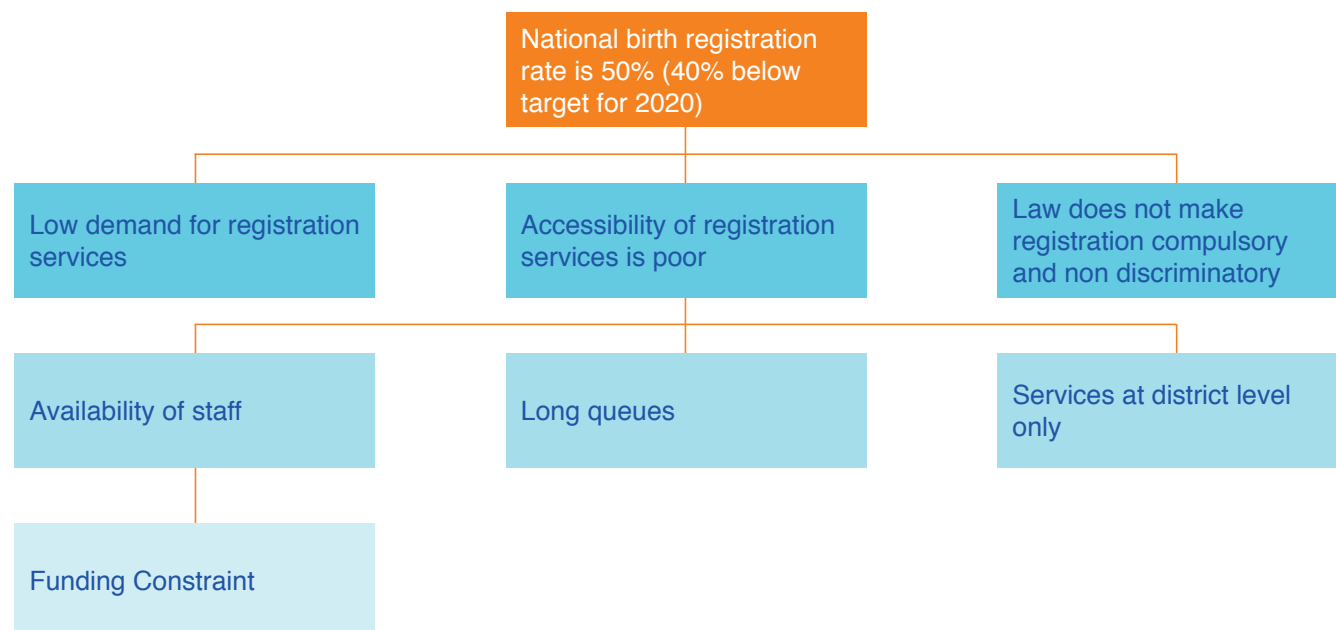 National birth registration
rate is 50% (40% below
target for 2020)
Low demand for registration
services
Accessibility of registration
services is poor
Law does not make
registration compulsory
and non discriminatory
Availability of staff
Long queues
Services at district level
only
Funding Constraint